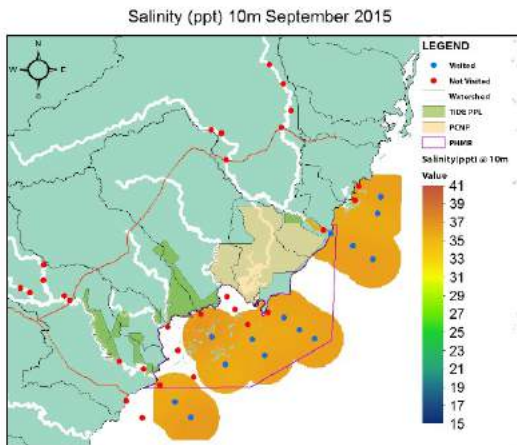 Salinity (ppt) 10m September 2015
N
W E
S
LEGEND
Visited
Not Visited
Watershed
TIDE PPL
PCNP
PHMR
Salinity(ppt) @ 10m
Value
41
39
37
35
33
31
29
27
25
23
21
19
17
15